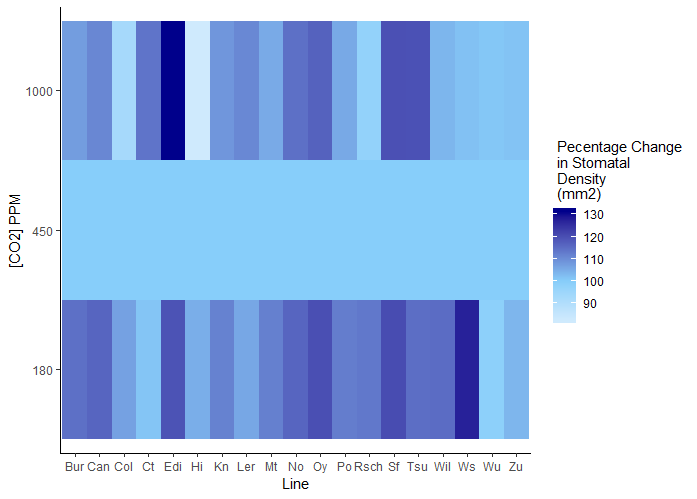 [CO2] PPM
1000
450
180
Bur Can Col Ct Edi Hi Kn Ler Mt No Oy Po Rsch Sf Tsu Wil Ws Wu Zu
Line
Pecentage Change
in Stomatal
Density
(mm2)
130
120
110
100
90